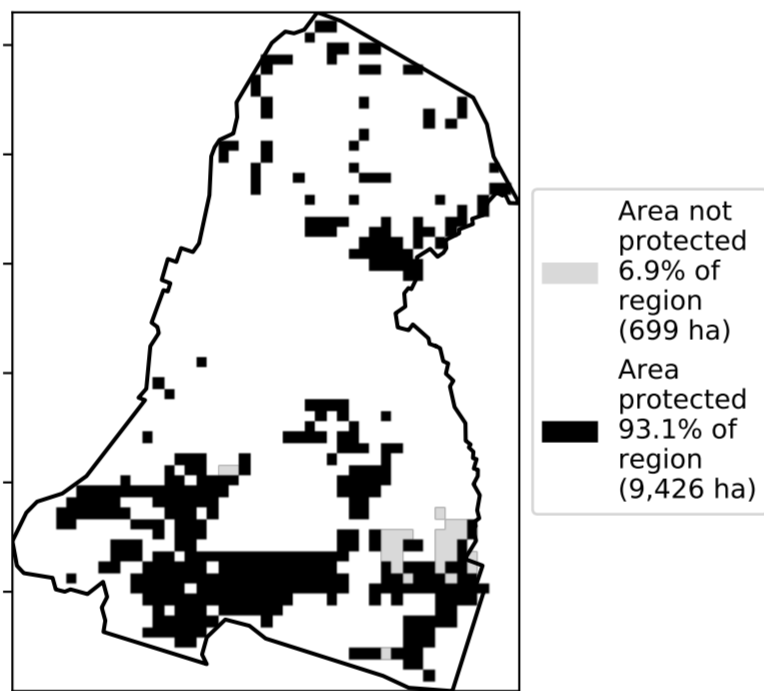 Area not
protected
6.9% of
region
(699 ha)
Area
protected
93.1% of
region
(9,426 ha)